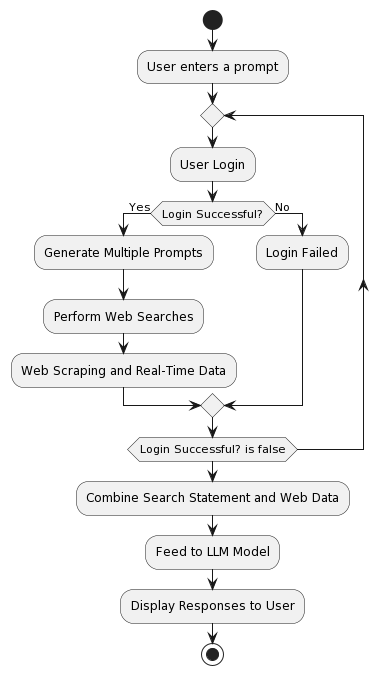 User enters a prompt
User Login
Yes
Login Successful?
No
Generate Multiple Prompts
Login Failed
Perform Web Searches
Web Scraping and Real-Time Data
Login Successful? is false
Combine Search Statement and Web Data
Feed to LLM Model
Display Responses to User